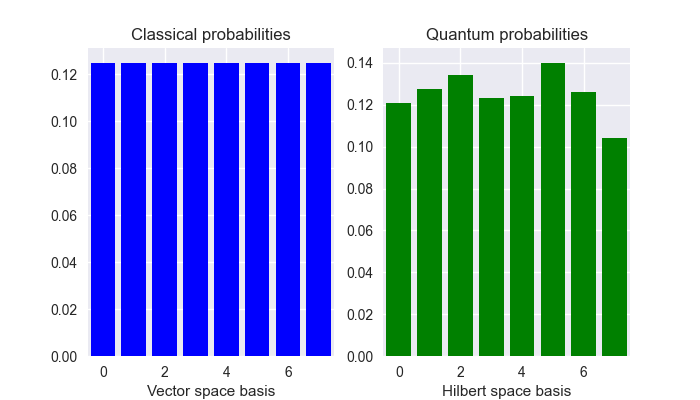 Classical probabilities
0.12
0.10
0.08
0.06
0.04
0.02
0.00
0 2 4 6
Vector space basis
Quantum probabilities
0.14
0.12
0.10
0.08
0.06
0.04
0.02
0.00
0 2 4 6
Hilbert space basis